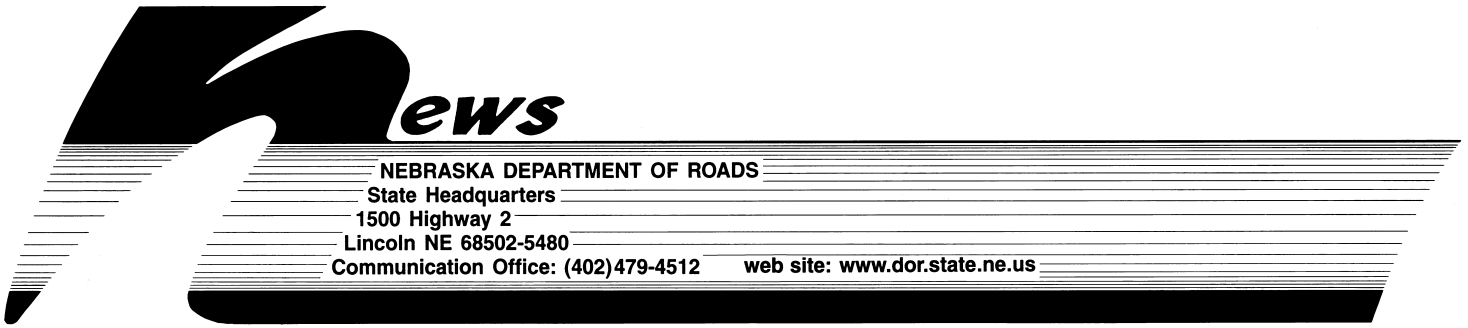 news
NEBRASKA DEPARTMENT OF ROADS
State Headquarters
1500 Highway 2
Lincoln NE 68502-5480
Communication Office: (402)479-4512 web site: www.dor.state.ne.us